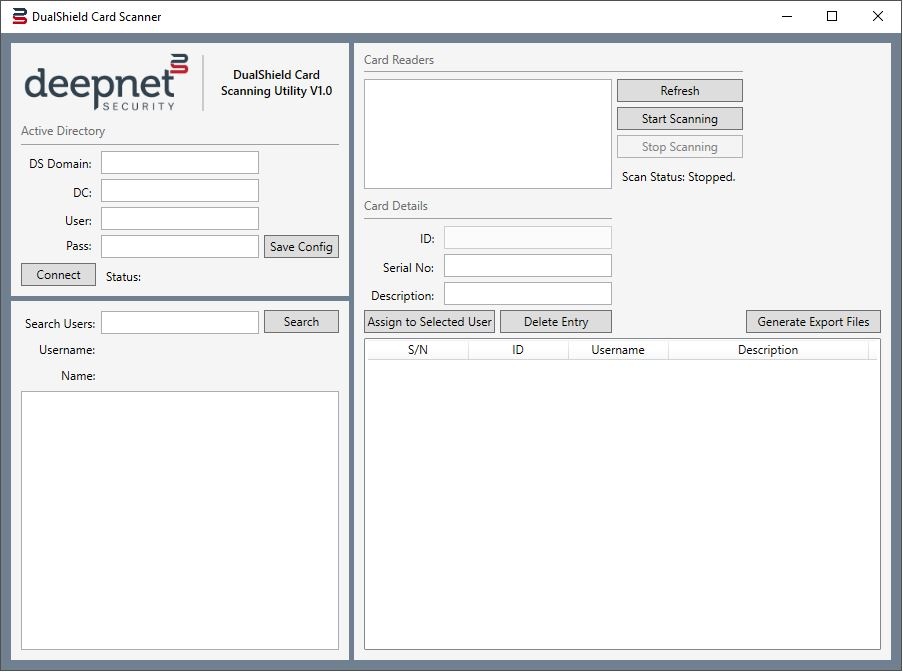 DualShield Card Scanner
deepnet
SECURITY
DualShield Card
Scanning Utility V1.0
Active Directory
DS Domain:
DC:
User:
Pass:
Save Config
Connect
Status:
Search Users:
Search
Username:
Name:
Card Readers
Refresh
Start Scanning
Stop Scanning
Scan Status: Stopped.
Card Details
ID:
Serial No:
Description:
Assign to Selected User
Delete Entry
Generate Export Files
S/N ID Username Description